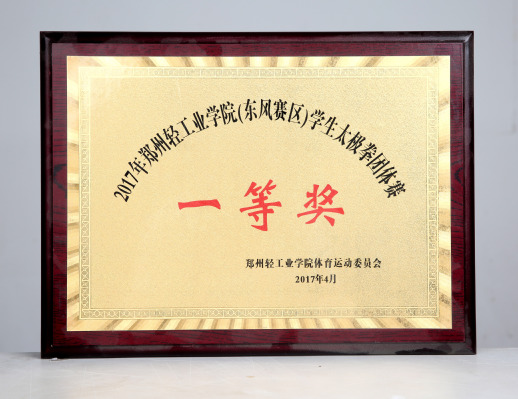 2017年郑州轻工业学院(东风赛区)学生太极拳团体赛
一等奖
郑州轻工业学院体育运动委员会
2017年4月